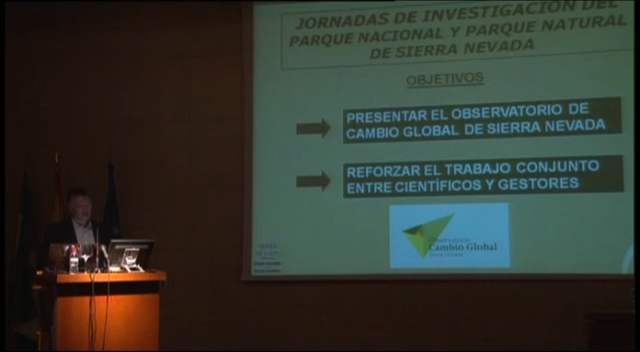 JORNADAS DE INVESTIGACIÓN DEL
PARQUE NACIONAL Y PARQUE NATURAL
DE SIERRA NEVADA
OBJETIVOS
PRESENTAR EL OBSERVATORIO DE
CAMBIO GLOBAL DE SIERRA NEVADA
REFORZAR EL TRABAJO CONJUNTO
ENTRE CIENTÍFICOS Y GESTORES
Observatorio
Cambio Global